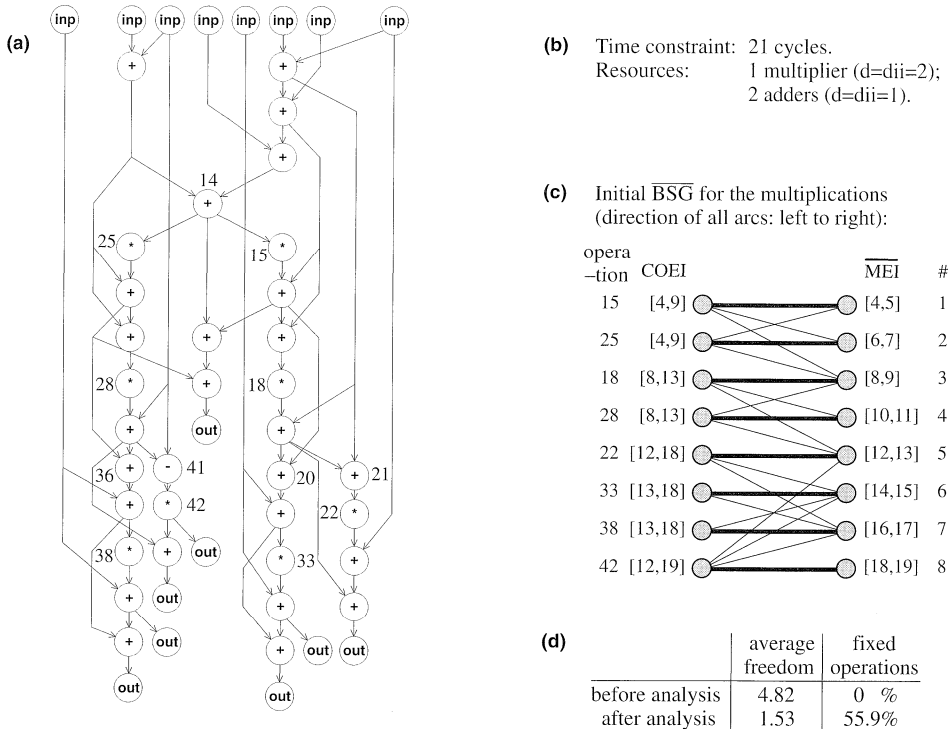 inp inp inp inp inp inp inp inp
(a)
+ +
+
+
14
+
25 * 15 *
+ +
+ + +
28 * + 18 *
+ out +
36 + - 41 + 20 + 21
+ * 42 + 22 *
38 * + out * 33 +
+ out + +
+ out + out out
out out
(b) Time constraint: 21 cycles.
Resources: 1 multiplier (d=dii=2);
2 adders (d=dii=1).
(c) Initial BSG for the multiplications
(direction of all arcs: left to right):
opera
–tion COEI MEI #
15 [4,9] [4,5] 1
25 [4,9] [6,7] 2
18 [8,13] [8,9] 3
28 [8,13] [10,11] 4
22 [12,18] [12,13] 5
33 [13,18] [14,15] 6
38 [13,18] [16,17] 7
42 [12,19] [18,19] 8
(d) average fixed
freedom operations
before analysis 4.82 0 %
after analysis 1.53 55.9%